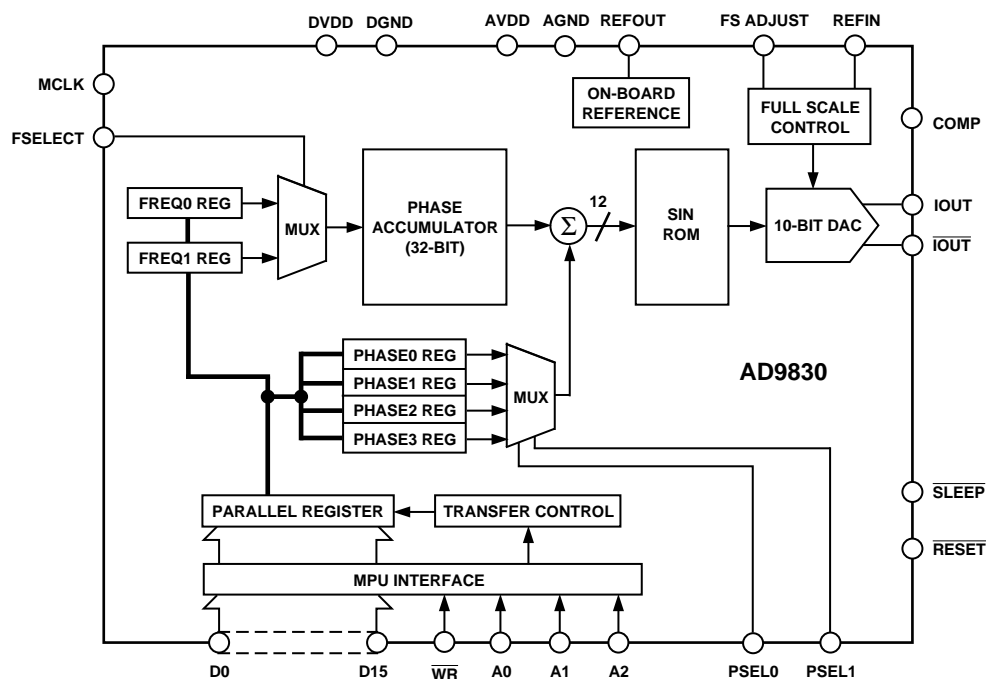 DVDD DGND AVDD AGND REFOUT FS ADJUST REFIN
MCLK
ON-BOARD
REFERENCE
FULL SCALE
CONTROL
COMP
FSELECT
FREQ0 REG
FREQ1 REG
MUX
PHASE
ACCUMULATOR
(32-BIT)
Σ
12
SIN
ROM
10-BIT DAC
IOUT
IOUT
PHASE0 REG
PHASE1 REG
PHASE2 REG
PHASE3 REG
MUX
AD9830
SLEEP
RESET
PARALLEL REGISTER
TRANSFER CONTROL
MPU INTERFACE
D0 D15 WR A0 A1 A2 PSEL0 PSEL1